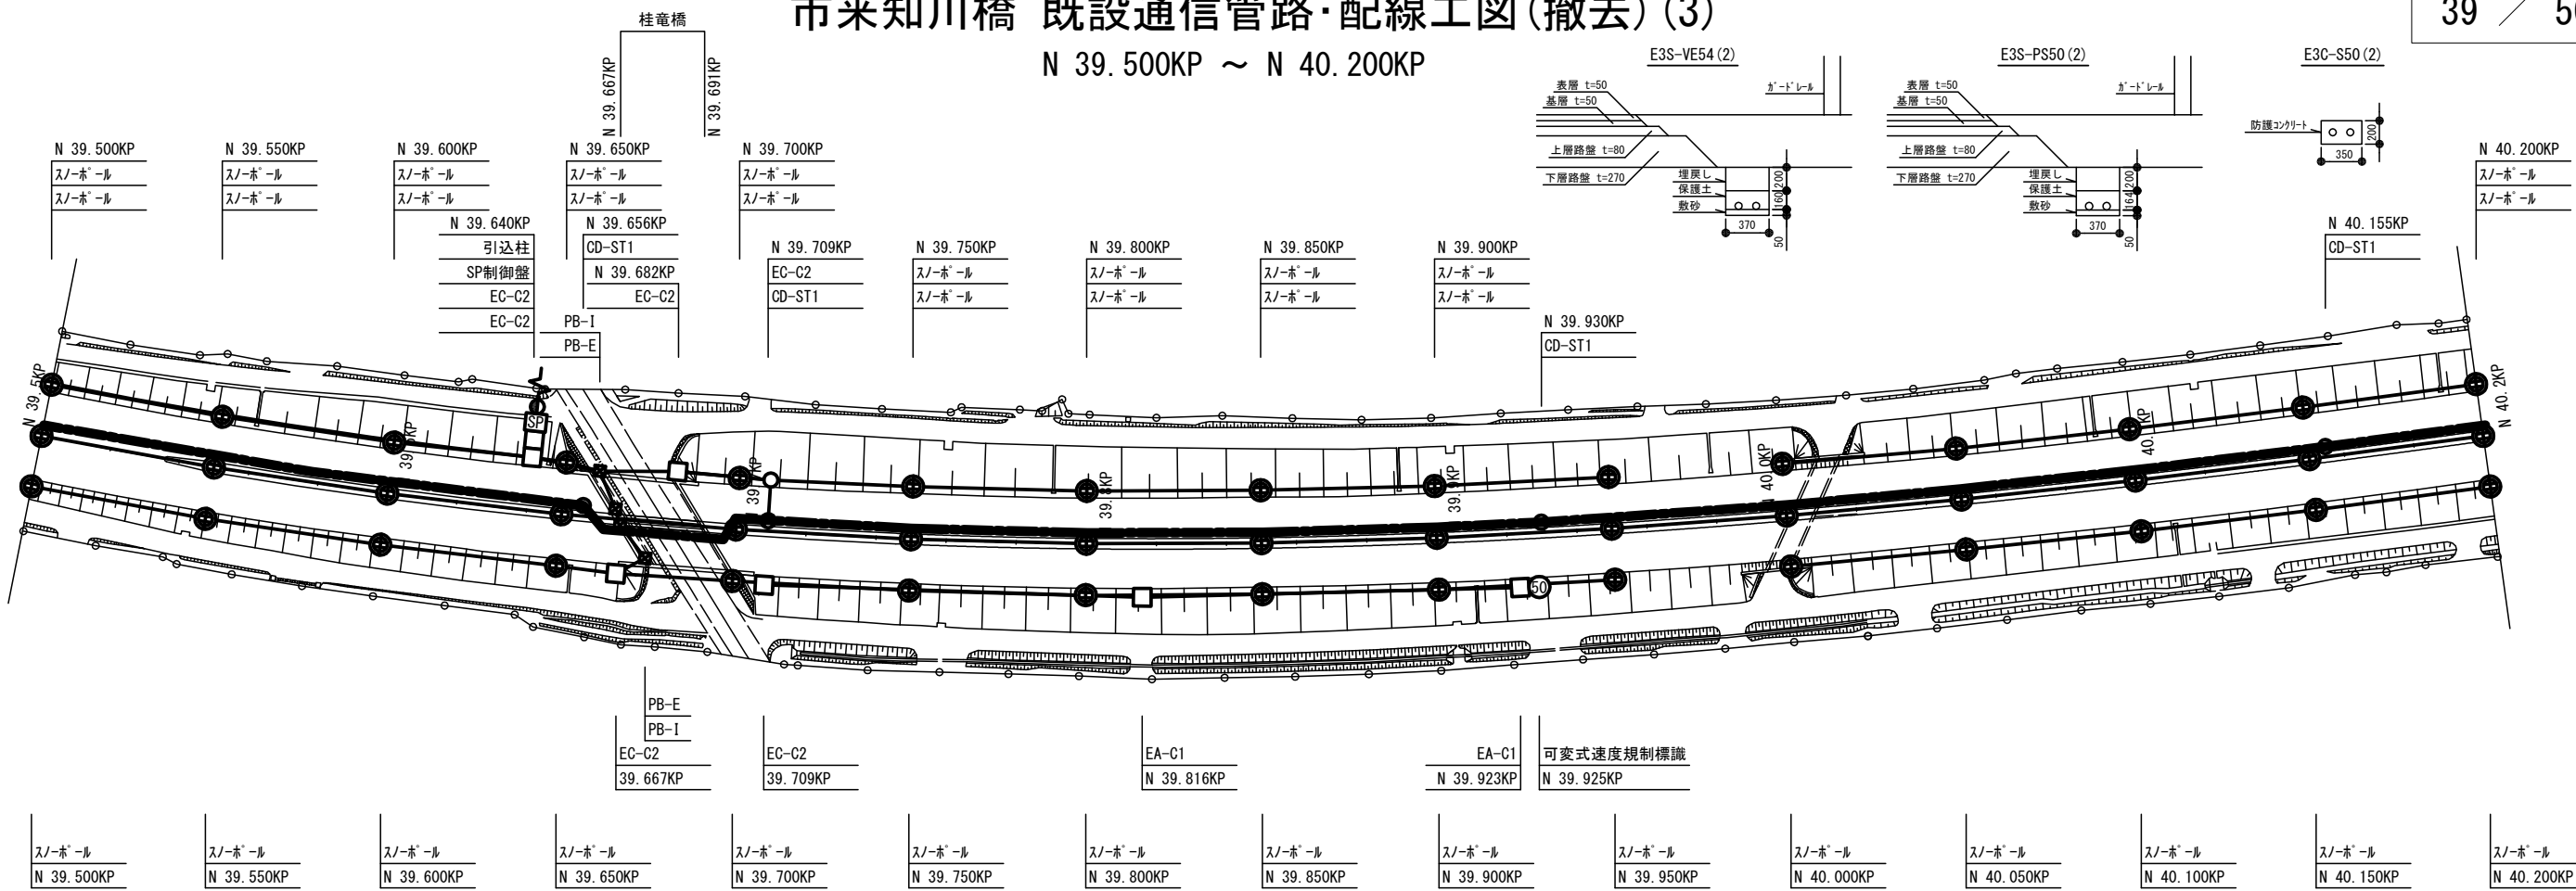 市来知川橋 既設通信管路･配線工図(撤去)(3)
39 ／
N 39.500KP ～ N 40.200KP
桂竜橋
N 39.667KP
N 39.691KP
E3S-VE54(2)
表層 t=50
基層 t=50
上層路盤 t=80
下層路盤 t=270
ｶﾞｰﾄﾞﾚｰﾙ
埋戻し
保護土
敷砂
200
160
50
370
E3S-PS50(2)
表層 t=50
基層 t=50
上層路盤 t=80
下層路盤 t=270
ｶﾞｰﾄﾞﾚｰﾙ
埋戻し
保護土
敷砂
200
164
50
370
E3C-S50(2)
防護ｺﾝｸﾘｰﾄ
200
350
N 39.500KP
ｽﾉｰﾎﾟｰﾙ
ｽﾉｰﾎﾟｰﾙ
N 39.550KP
ｽﾉｰﾎﾟｰﾙ
ｽﾉｰﾎﾟｰﾙ
N 39.600KP
ｽﾉｰﾎﾟｰﾙ
ｽﾉｰﾎﾟｰﾙ
N 39.650KP
ｽﾉｰﾎﾟｰﾙ
ｽﾉｰﾎﾟｰﾙ
N 39.700KP
ｽﾉｰﾎﾟｰﾙ
ｽﾉｰﾎﾟｰﾙ
N 40.200KP
ｽﾉｰﾎﾟｰﾙ
ｽﾉｰﾎﾟｰﾙ
N 39.640KP
引込柱
SP制御盤
EC-C2
EC-C2
N 39.656KP
CD-ST1
N 39.682KP
EC-C2
PB-I
PB-E
N 39.709KP
EC-C2
CD-ST1
N 39.750KP
ｽﾉｰﾎﾟｰﾙ
ｽﾉｰﾎﾟｰﾙ
N 39.800KP
ｽﾉｰﾎﾟｰﾙ
ｽﾉｰﾎﾟｰﾙ
N 39.850KP
ｽﾉｰﾎﾟｰﾙ
ｽﾉｰﾎﾟｰﾙ
N 39.900KP
ｽﾉｰﾎﾟｰﾙ
ｽﾉｰﾎﾟｰﾙ
N 39.930KP
CD-ST1
N 40.155KP
CD-ST1
N 39.5KP
SP
39.8KP
39.9KP
N 40.2KP
50
PB-E
PB-I
EC-C2
39.667KP
EC-C2
39.709KP
EA-C1
N 39.816KP
EA-C1
N 39.923KP
可変式速度規制標識
N 39.925KP
ｽﾉｰﾎﾟｰﾙ
N 39.500KP
ｽﾉｰﾎﾟｰﾙ
N 39.550KP
ｽﾉｰﾎﾟｰﾙ
N 39.600KP
ｽﾉｰﾎﾟｰﾙ
N 39.650KP
ｽﾉｰﾎﾟｰﾙ
N 39.700KP
ｽﾉｰﾎﾟｰﾙ
N 39.750KP
ｽﾉｰﾎﾟｰﾙ
N 39.800KP
ｽﾉｰﾎﾟｰﾙ
N 39.850KP
ｽﾉｰﾎﾟｰﾙ
N 39.900KP
ｽﾉｰﾎﾟｰﾙ
N 39.950KP
ｽﾉｰﾎﾟｰﾙ
N 40.000KP
ｽﾉｰﾎﾟｰﾙ
N 40.050KP
ｽﾉｰﾎﾟｰﾙ
N 40.100KP
ｽﾉｰﾎﾟｰﾙ
N 40.150KP
ｽﾉｰﾎﾟｰﾙ
N 40.200KP